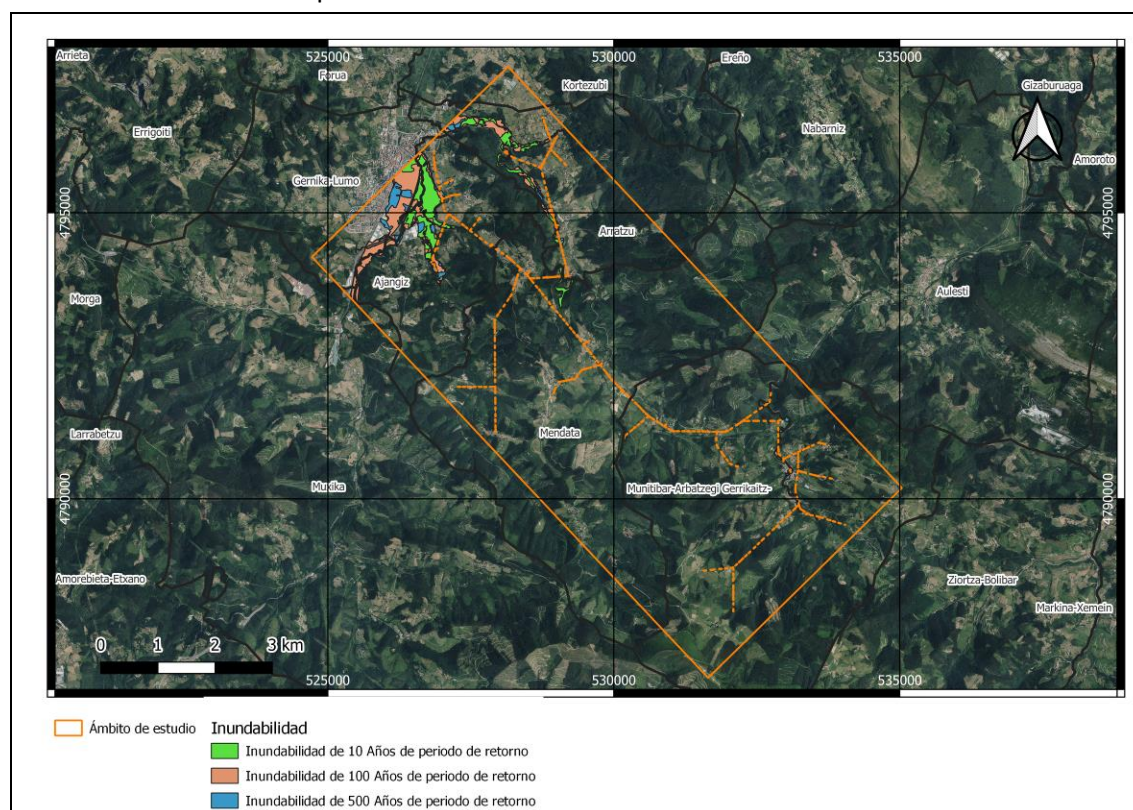 525000
530000
535000
Arrieta
Forua
Kortezubi
Ereño
Gizaburuaga
Errigoiti
Nabarniz
Amoroto
Gernika-Lumo
4795000
4795000
Arratzu
Ajangiz
Morga
Aulesti
Larrabetzu
Mendata
Muxika
Munitibar-Arbatzegi Gerrikaitz-
4790000
4790000
Amorebieta-Etxano
Ziortza-Bolibar
Markina-Xemein
0 1 2 3 km
525000
530000
535000
Ámbito de estudio
Inundabilidad
Inundabilidad de 10 Años de periodo de retorno
Inundabilidad de 100 Años de periodo de retorno
Inundabilidad de 500 Años de periodo de retorno